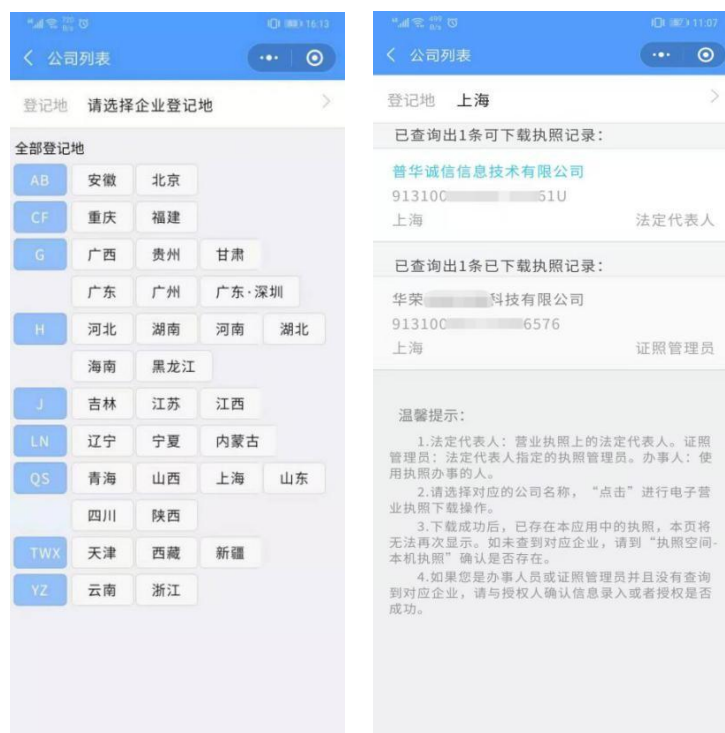 16:13
公司列表
登记地 请选择企业登记地
全部登记地
AB 安徽 北京
CF 重庆 福建
G 广西 贵州 甘肃
广东 广州 广东·深圳
H 河北 湖南 河南 湖北
海南 黑龙江
J 吉林 江苏 江西
LN 辽宁 宁夏 内蒙古
QS 青海 山西 上海 山东
四川 陕西
TWX 天津 西藏 新疆
YZ 云南 浙江
11:07
公司列表
登记地 上海
已查询出1条可下载执照记录：
普华诚信信息技术有限公司
913100 61U
上海 法定代表人
已查询出1条已下载执照记录：
华荣 科技有限公司
913100 6576
上海 证照管理员
温馨提示：
1.法定代表人：营业执照上的法定代表人。证照
管理员：法定代表人指定的执照管理员。办事人：使
用执照办事的人。
2.请选择对应的公司名称，“点击”进行电子营
业执照下载操作。
3.下载成功后，已存在本应用中的执照，本页将
无法再次显示。如未查到对应企业，请到“执照空间-
本机执照”确认是否存在。
4.如果您是办事人员或证照管理员并且没有查询
到对应企业，请与授权人确认信息录入或者授权是否
成功。